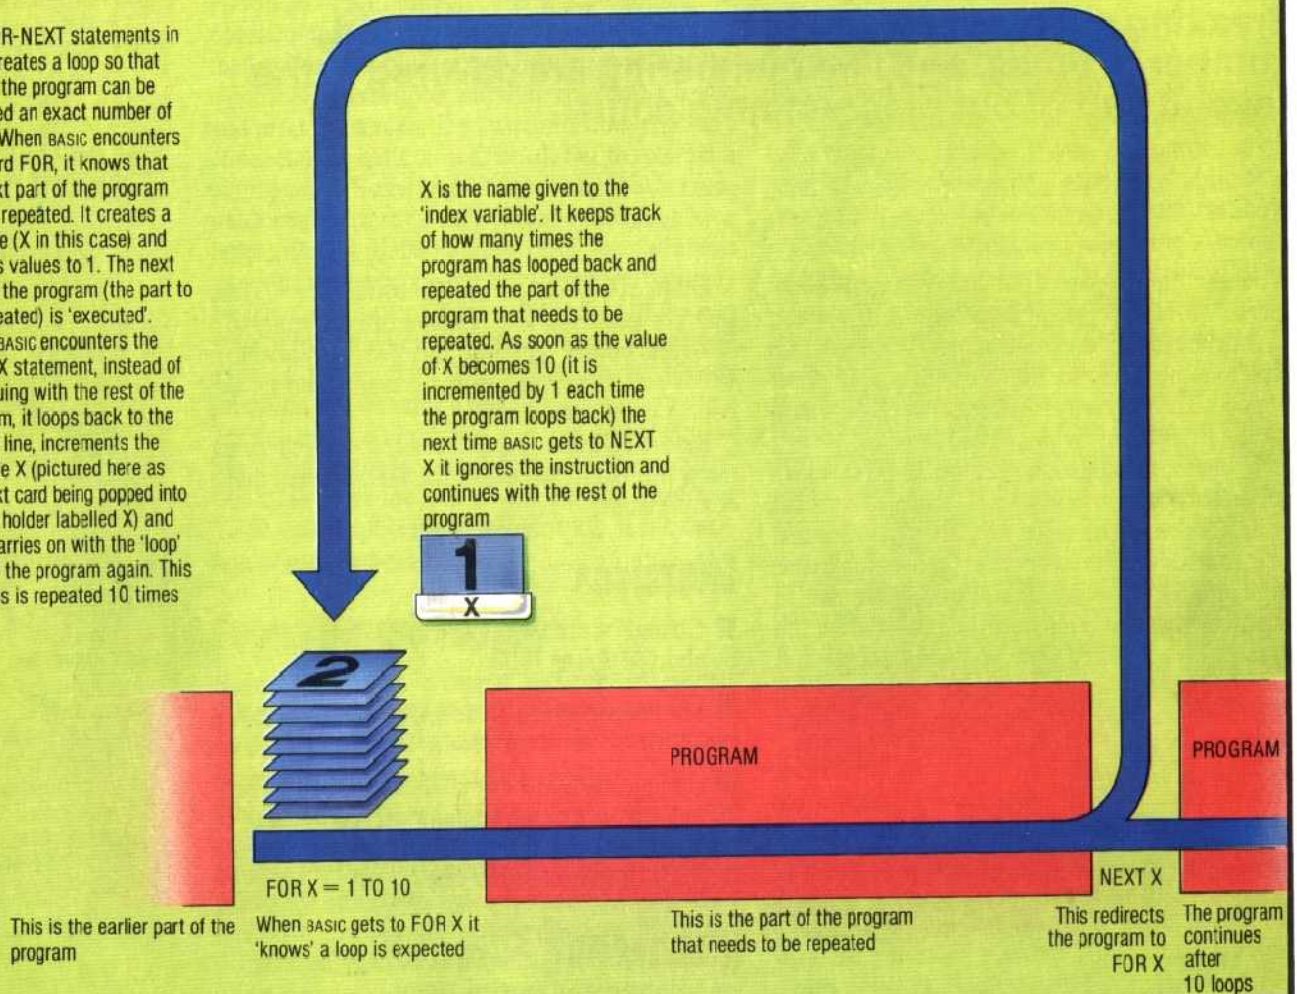 R-NEXT statements in
reates a loop so that
the program can be
ed an exact number of
When BASIC encounters
rd FOR, it knows that
xt part of the program
repeated. It creates a
e (X in this case) and
s values to 1. The next
the program (the part to
eated) is 'executed'.
BASIC encounters the
X statement, instead of
uing with the rest of the
m, it loops back to the
line, increments the
e X (pictured here as
xt card being popped into
holder labelled X) and
arries on with the 'loop'
the program again. This
s is repeated 10 times
X is the name given to the
'index variable'. It keeps track
of how many times the
program has looped back and
repeated the part of the
program that needs to be
repeated. As soon as the value
of X becomes 10 (it is
incremented by 1 each time
the program loops back) the
next time BASIC gets to NEXT
X it ignores the instruction and
continues with the rest of the
program
1
X
2
PROGRAM
PROGRAM
FOR X = 1 TO 10
NEXT X
This is the earlier part of the
program
When BASIC gets to FOR X it
'knows' a loop is expected
This is the part of the program
that needs to be repeated
This redirects
the program to
FOR X
The program
continues
after
10 loops